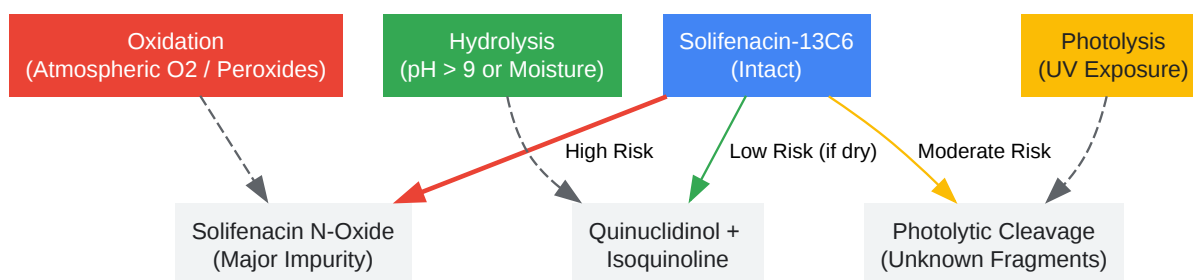 Oxidation
(Atmospheric O2 / Peroxides)
Hydrolysis
(pH > 9 or Moisture)
Solifenacin-13C6
(Intact)
Photolysis
(UV Exposure)
High Risk
Low Risk (if dry)
Moderate Risk
Solifenacin N-Oxide
(Major Impurity)
Quinuclidinol +
Isoquinoline
Photolytic Cleavage
(Unknown Fragments)